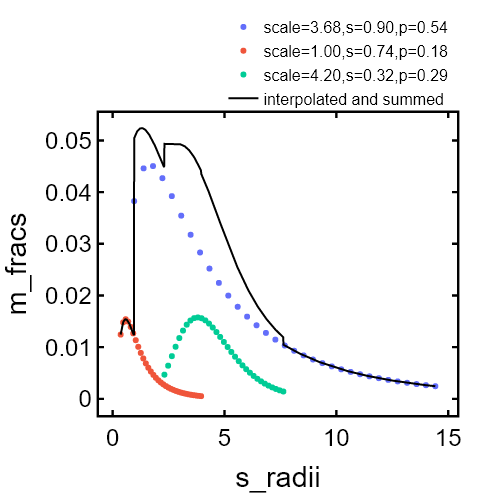 scale=3.68,s=0.90,p=0.54
scale=1.00,s=0.74,p=0.18
scale=4.20,s=0.32,p=0.29
interpolated and summed
0.05
0.04
0.03
0.02
0.01
0
m_fracs
0 5 10 15
s_radii